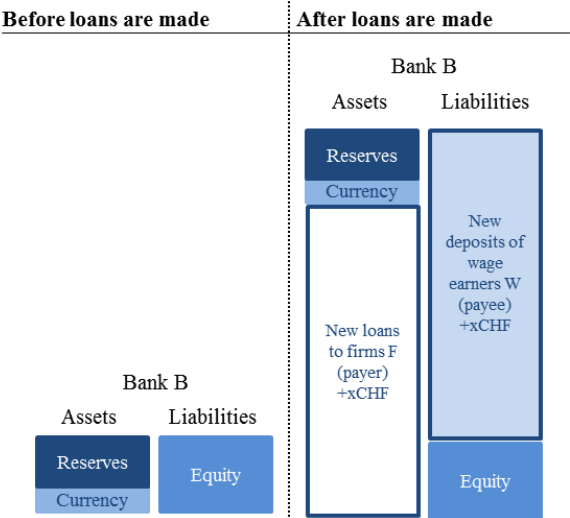 Before loans are made
After loans are made
Bank B
Assets
Liabilities
Reserves
Currency
New loans
to firms F
(payer)
+xCHF
New
deposits of
wage
earners W
(payee)
+xCHF
Equity
Bank B
Assets
Liabilities
Reserves
Currency
Equity